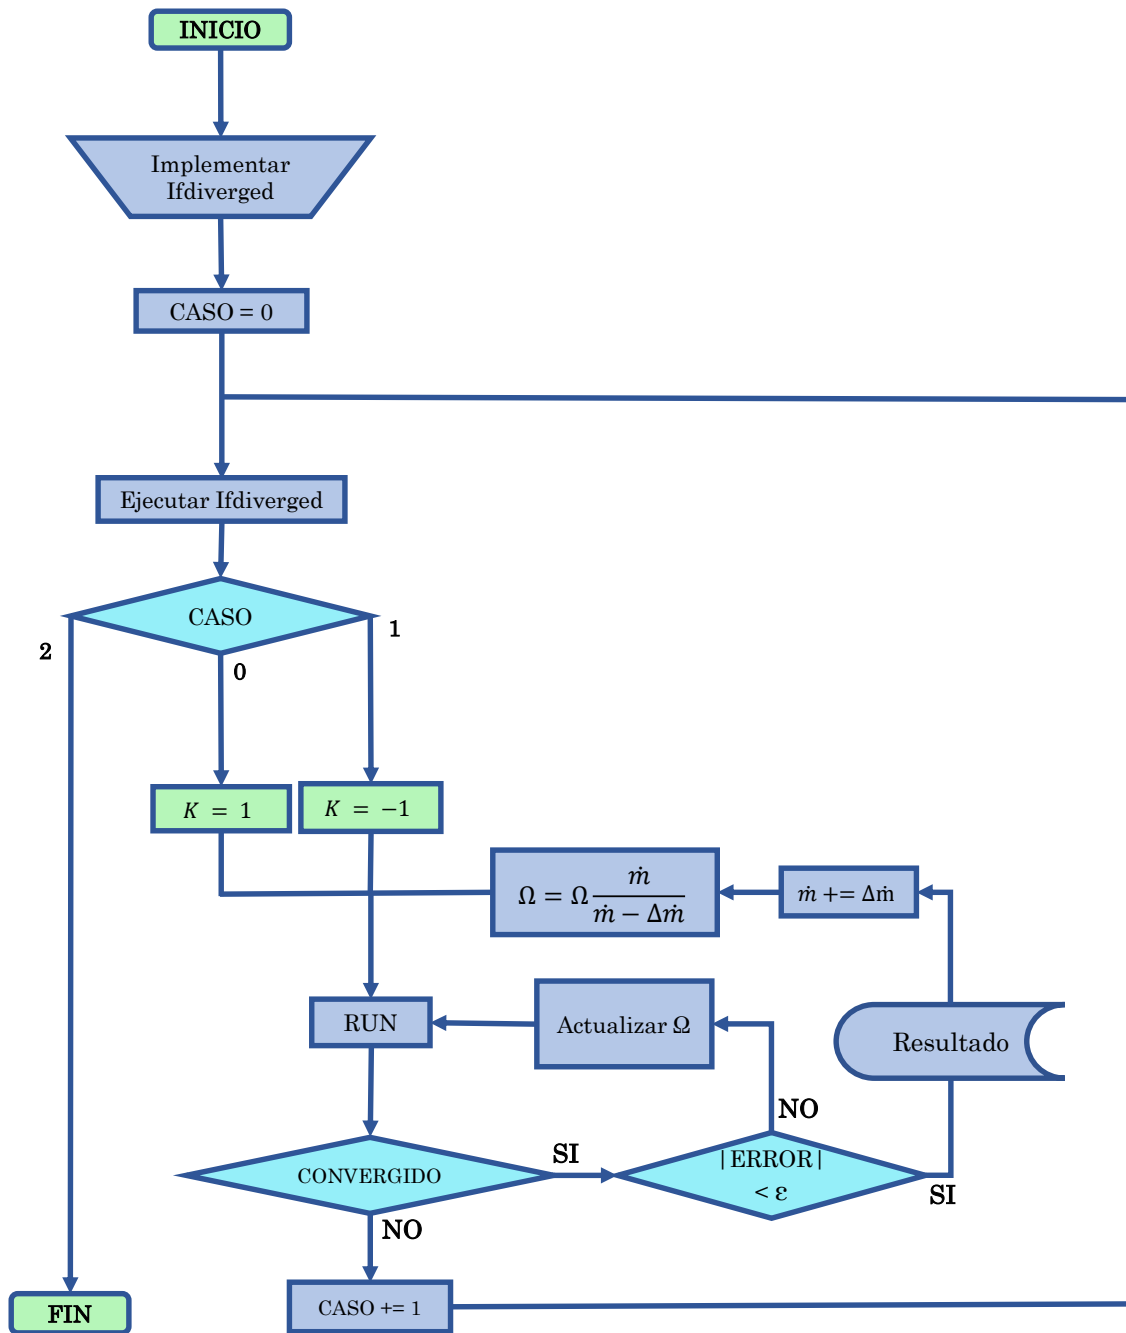 INICIO
Implementar
Ifdiverged
CASO = 0
Ejecutar Ifdiverged
CASO
2
0
1
K = 1
K = −1
Ω = Ω ṁ / (ṁ − Δṁ)
ṁ += Δṁ
RUN
Actualizar Ω
Resultado
NO
CONVERGIDO
SI
|ERROR|
< ε
SI
NO
CASO += 1
FIN